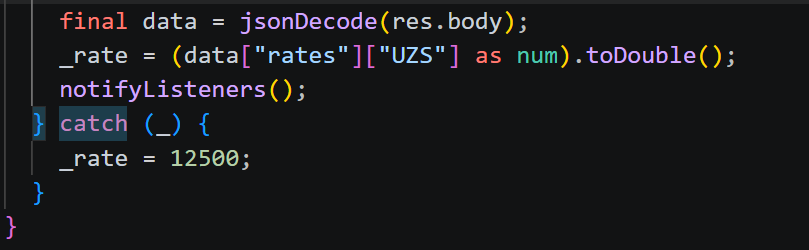 final data = jsonDecode(res.body);
_rate = (data["rates"]["UZS"] as num).toDouble();
notifyListeners();
} catch (_) {
_rate = 12500;
}
}